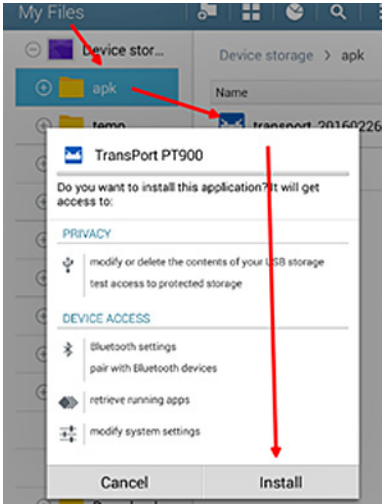 My Files
Device stor...
Device storage > apk
apk
Name
temp
transport_20160226
TransPort PT900
Do you want to install this application? It will get
access to:
PRIVACY
modify or delete the contents of your USB storage
test access to protected storage
DEVICE ACCESS
Bluetooth settings
pair with Bluetooth devices
retrieve running apps
modify system settings
Cancel
Install